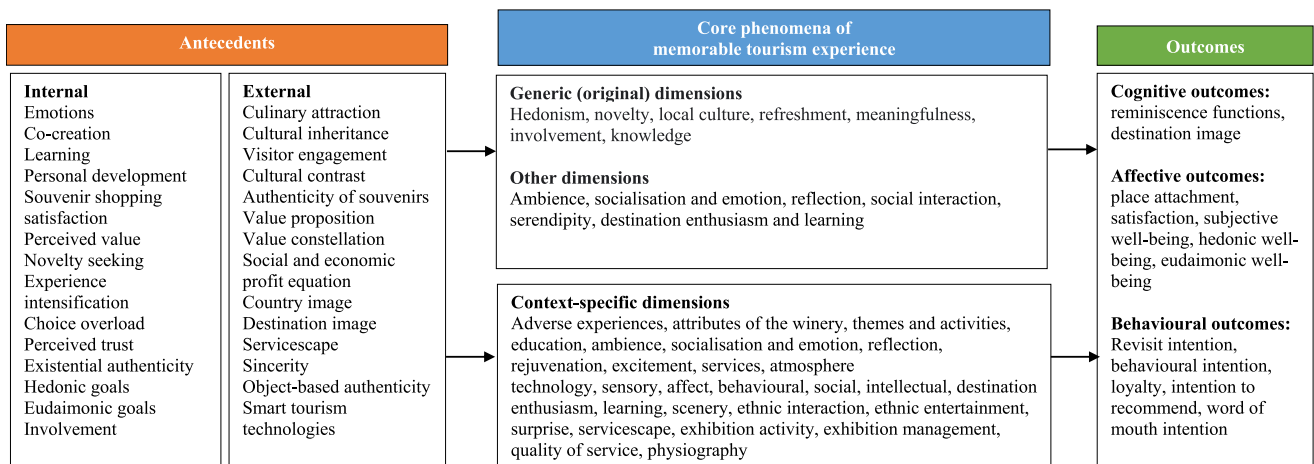 Antecedents
Internal
Emotions
Co-creation
Learning
Personal development
Souvenir shopping
satisfaction
Perceived value
Novelty seeking
Experience
intensification
Choice overload
Perceived trust
Existential authenticity
Hedonic goals
Eudaimonic goals
Involvement
External
Culinary attraction
Cultural inheritance
Visitor engagement
Cultural contrast
Authenticity of souvenirs
Value proposition
Value constellation
Social and economic
profit equation
Country image
Destination image
Servicescape
Sincerity
Object-based authenticity
Smart tourism
technologies
Core phenomena of
memorable tourism experience
Generic (original) dimensions
Hedonism, novelty, local culture, refreshment, meaningfulness,
involvement, knowledge
Other dimensions
Ambience, socialisation and emotion, reflection, social interaction,
serendipity, destination enthusiasm and learning
Context-specific dimensions
Adverse experiences, attributes of the winery, themes and activities,
education, ambience, socialisation and emotion, reflection,
rejuvenation, excitement, services, atmosphere
technology, sensory, affect, behavioural, social, intellectual, destination
enthusiasm, learning, scenery, ethnic interaction, ethnic entertainment,
surprise, servicescape, exhibition activity, exhibition management,
quality of service, physiography
Outcomes
Cognitive outcomes:
reminiscence functions,
destination image
Affective outcomes:
place attachment,
satisfaction, subjective
well-being, hedonic well-
being, eudaimonic well-
being
Behavioural outcomes:
Revisit intention,
behavioural intention,
loyalty, intention to
recommend, word of
mouth intention